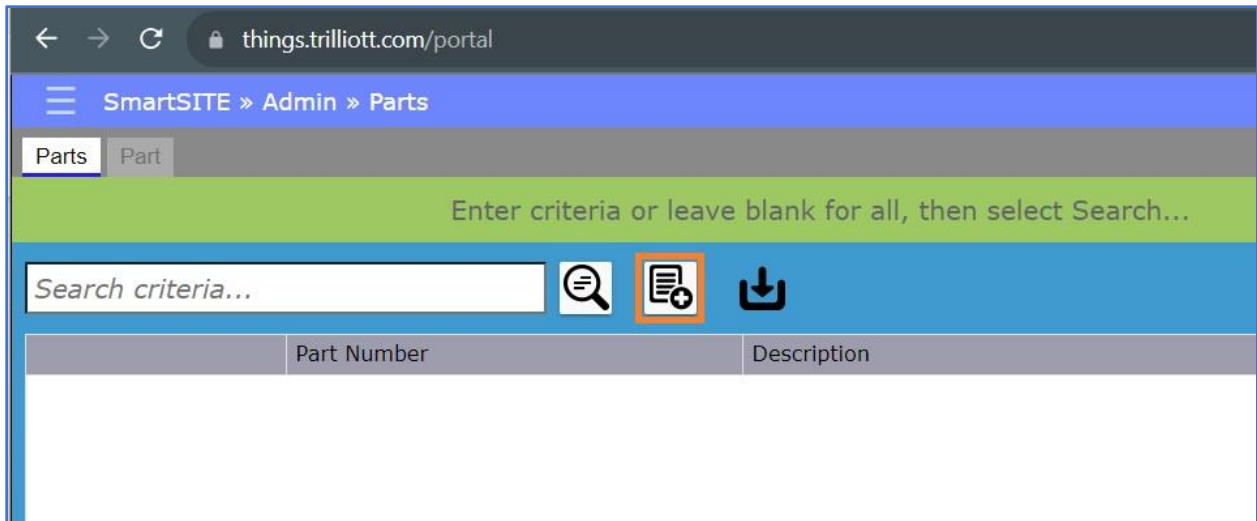 things.trilliott.com/portal
SmartSITE » Admin » Parts
Parts Part
Enter criteria or leave blank for all, then select Search...
Search criteria...
Part Number Description